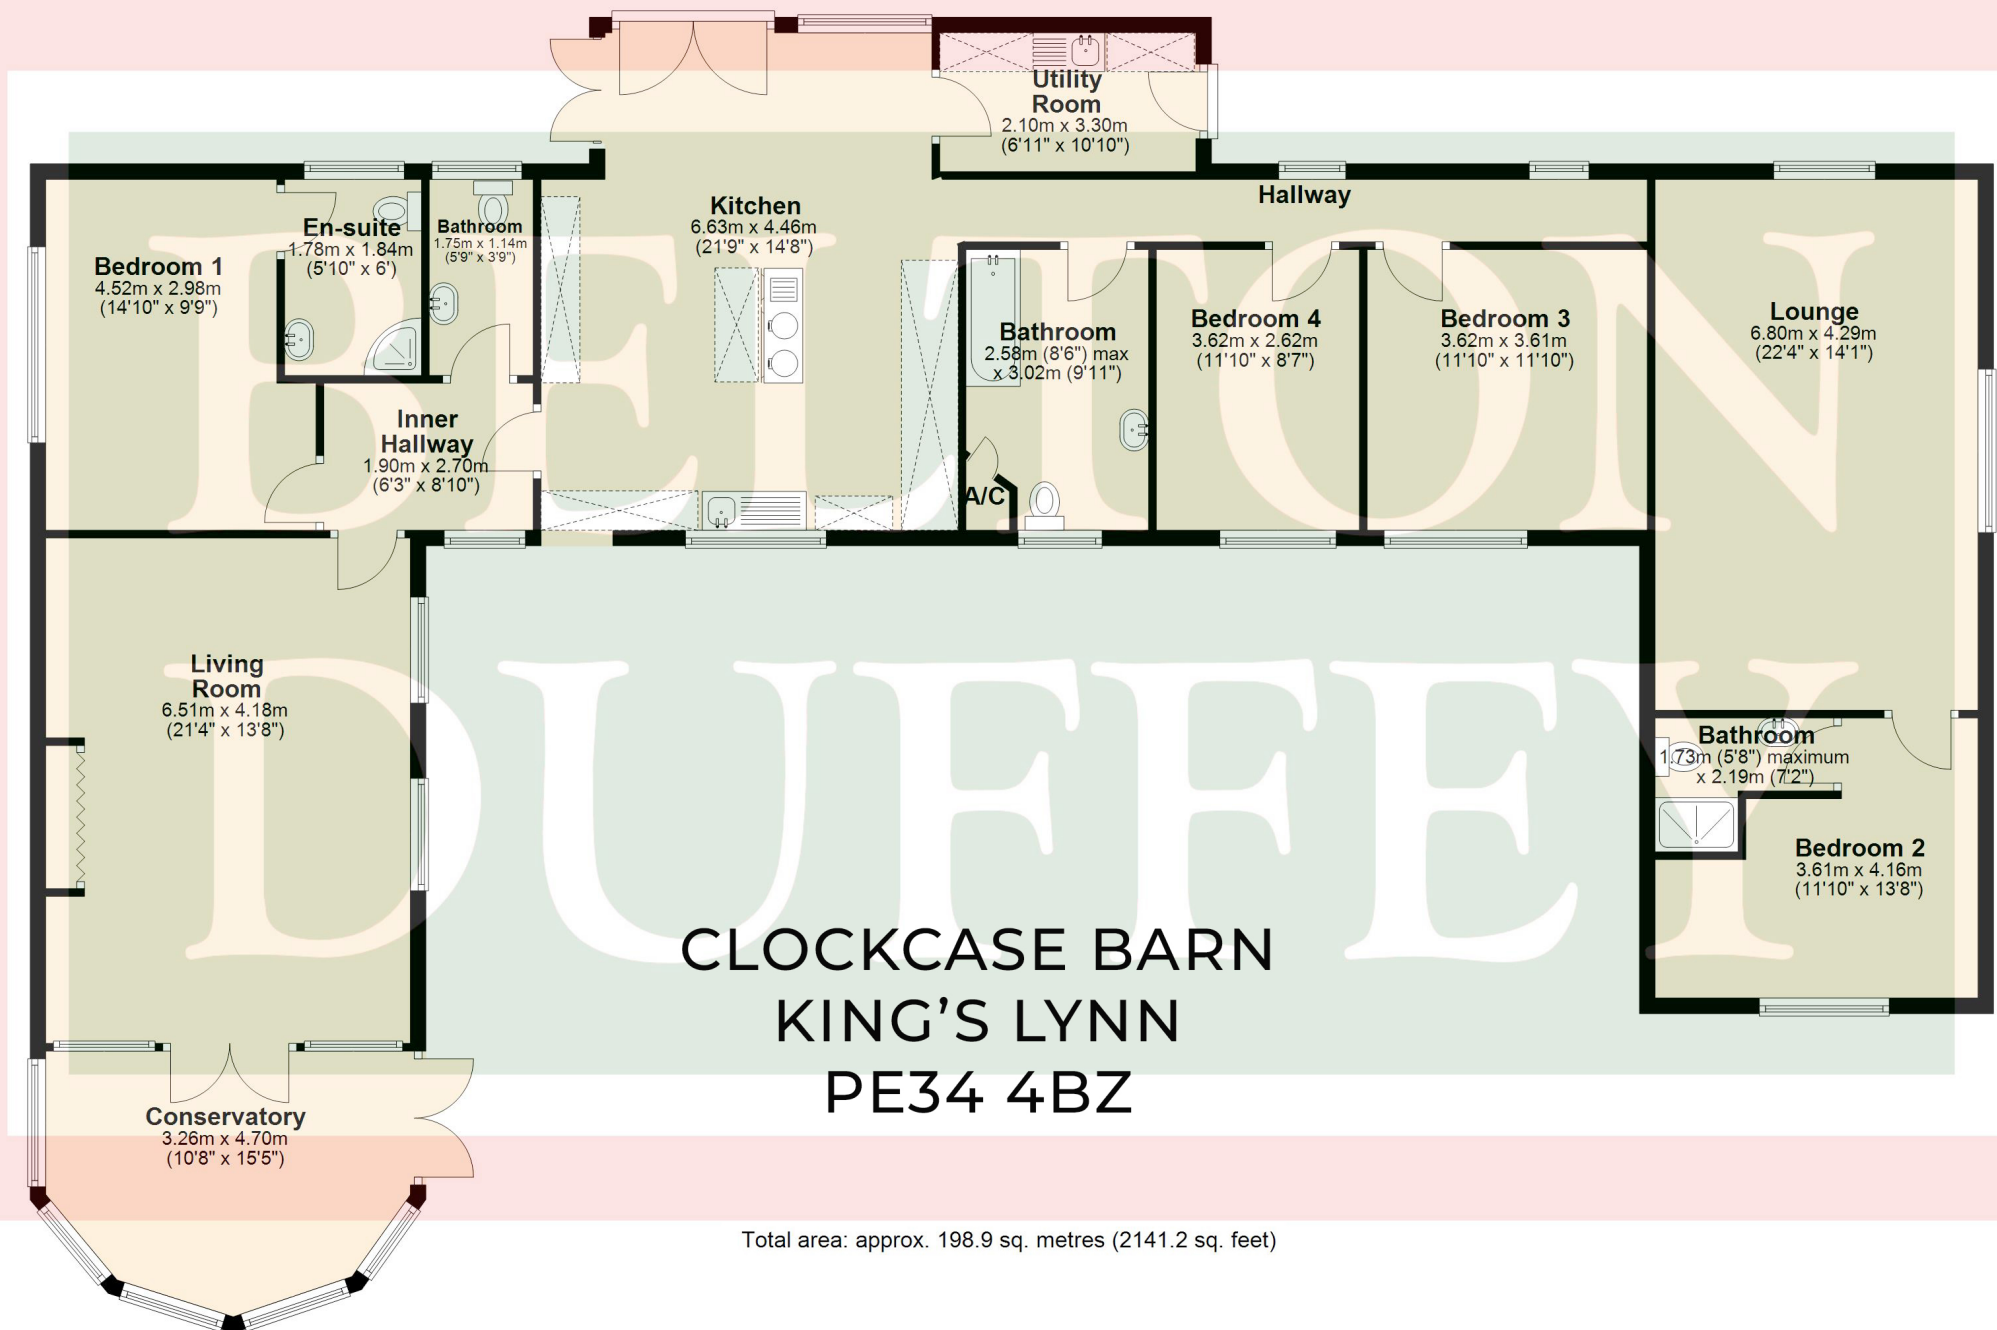 Utility
Room
2.10m x 3.30m
(6'11" x 10'10")
Hallway
Kitchen
6.63m x 4.46m
(21'9" x 14'8")
En-suite
1.78m x 1.84m
(5'10" x 6')
Bathroom
1.75m x 1.14m
(5'9" x 3'9")
Bedroom 1
4.52m x 2.98m
(14'10" x 9'9")
Bathroom
2.58m (8'6") max
x 3.02m (9'11")
Bedroom 4
3.62m x 2.62m
(11'10" x 8'7")
Bedroom 3
3.62m x 3.61m
(11'10" x 11'10")
Lounge
6.80m x 4.29m
(22'4" x 14'1")
Inner
Hallway
1.90m x 2.70m
(6'3" x 8'10")
A/C
BELTON
DUFFEY
Living
Room
6.51m x 4.18m
(21'4" x 13'8")
Bathroom
1.73m (5'8") maximum
x 2.19m (7'2")
Bedroom 2
3.61m x 4.16m
(11'10" x 13'8")
CLOCKCASE BARN
KING'S LYNN
PE34 4BZ
Conservatory
3.26m x 4.70m
(10'8" x 15'5")
Total area: approx. 198.9 sq. metres (2141.2 sq. feet)